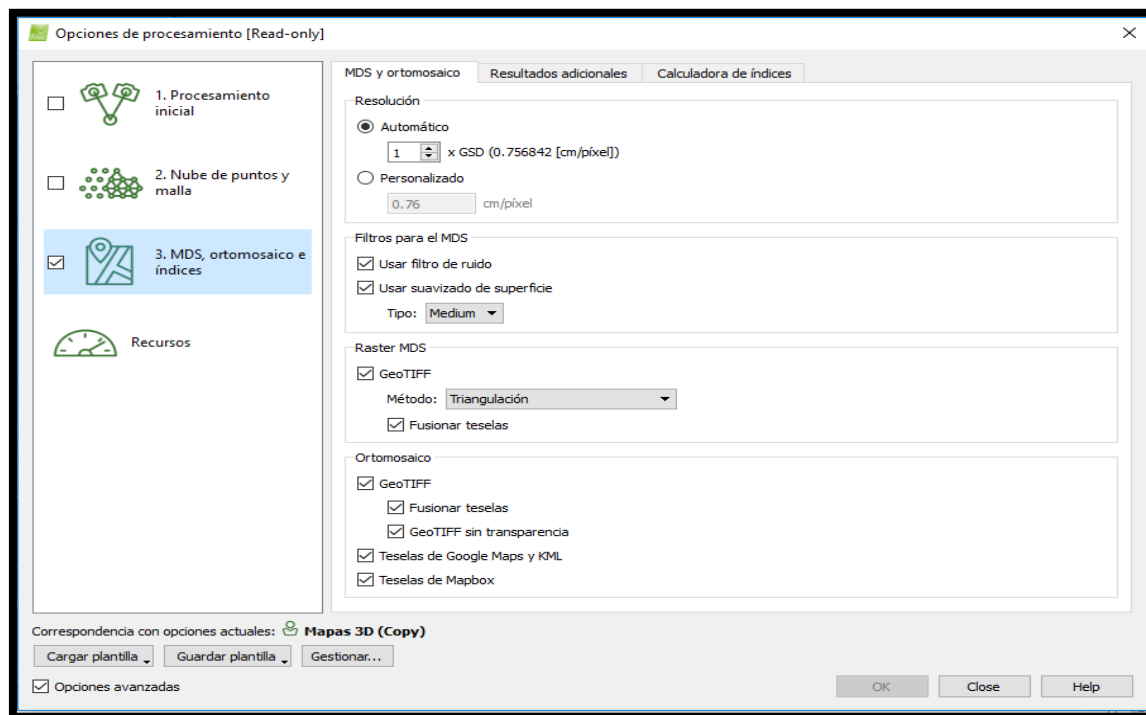 Opciones de procesamiento [Read-only]
1. Procesamiento
inicial
2. Nube de puntos y
malla
3. MDS, ortomosaico e
índices
Recursos
MDS y ortomosaico Resultados adicionales Calculadora de índices
Resolución
Automático
1 x GSD (0.756842 [cm/píxel])
Personalizado
0.76 cm/píxel
Filtros para el MDS
Usar filtro de ruido
Usar suavizado de superficie
Tipo: Medium
Raster MDS
GeoTIFF
Método: Triangulación
Fusionar teselas
Ortomosaico
GeoTIFF
Fusionar teselas
GeoTIFF sin transparencia
Teselas de Google Maps y KML
Teselas de Mapbox
Correspondencia con opciones actuales: Mapas 3D (Copy)
Cargar plantilla Guardar plantilla Gestionar...
Opciones avanzadas OK Close Help